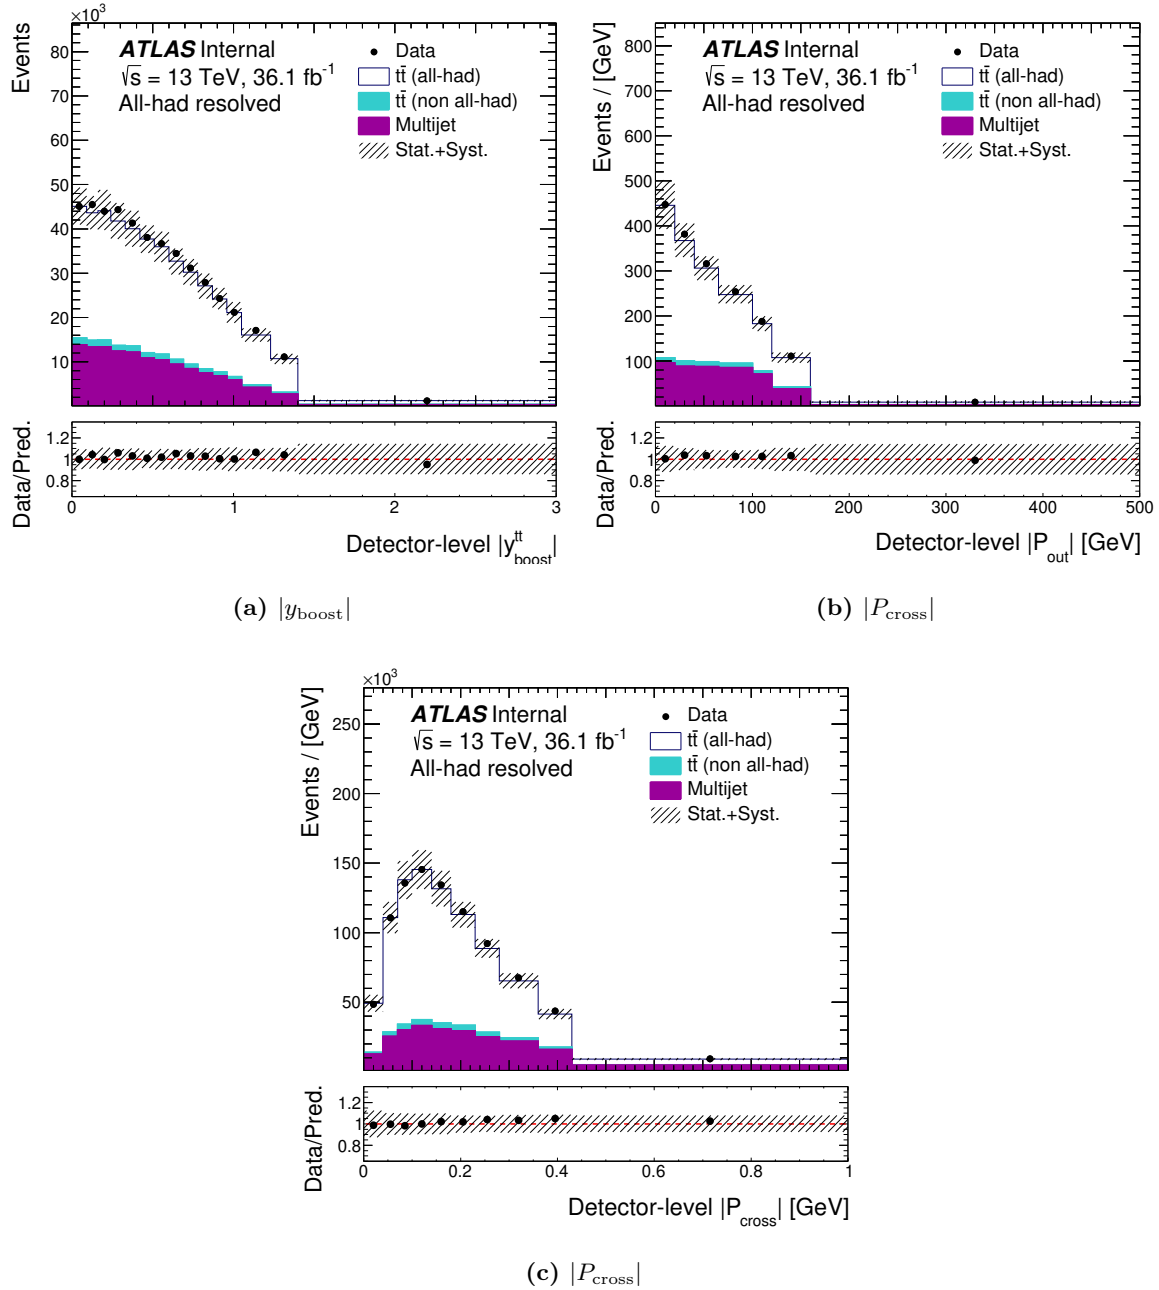 ×10³
Events
80
70
60
50
40
30
20
10
ATLAS Internal
√s = 13 TeV, 36.1 fb⁻¹
All-had resolved
Data
tt̄ (all-had)
tt̄ (non all-had)
Multijet
Stat.+Syst.
Data/Pred.
1.2
1
0.8
0 1 2 3
Detector-level |y^tt_boost|
(a) |y_boost|
Events / [GeV]
800
700
600
500
400
300
200
100
ATLAS Internal
√s = 13 TeV, 36.1 fb⁻¹
All-had resolved
Data
tt̄ (all-had)
tt̄ (non all-had)
Multijet
Stat.+Syst.
Data/Pred.
1.2
1
0.8
0 100 200 300 400 500
Detector-level |P_out| [GeV]
(b) |P_cross|
×10³
Events / [GeV]
250
200
150
100
50
ATLAS Internal
√s = 13 TeV, 36.1 fb⁻¹
All-had resolved
Data
tt̄ (all-had)
tt̄ (non all-had)
Multijet
Stat.+Syst.
Data/Pred.
1.2
1
0.8
0 0.2 0.4 0.6 0.8 1
Detector-level |P_cross| [GeV]
(c) |P_cross|